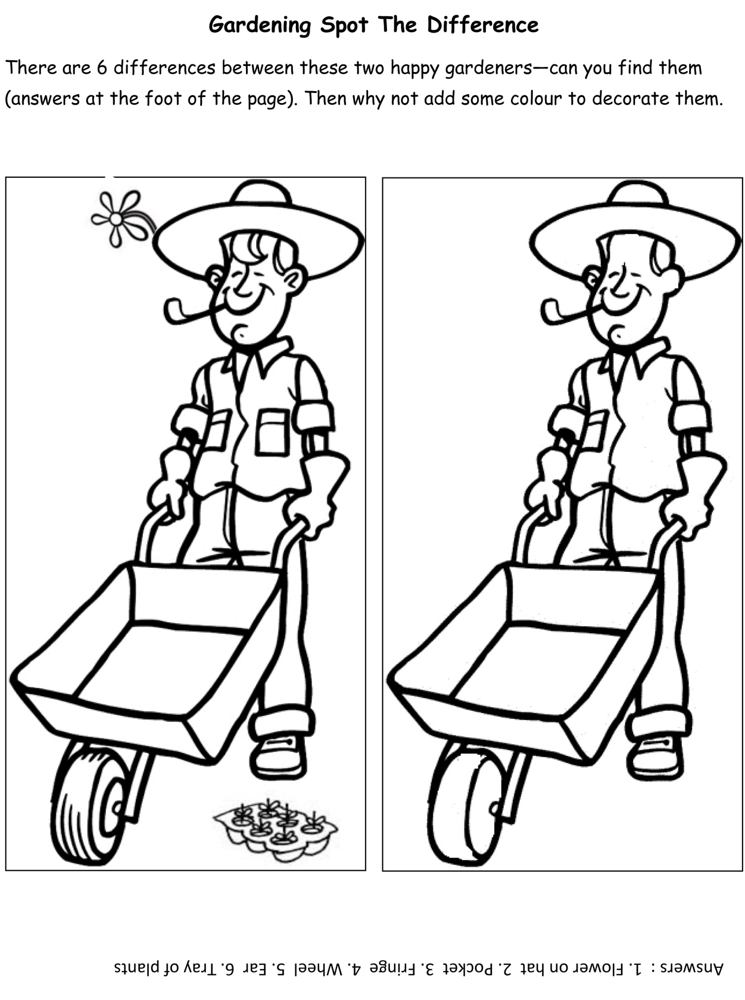 Gardening Spot The Difference
There are 6 differences between these two happy gardeners—can you find them
(answers at the foot of the page). Then why not add some colour to decorate them.
Answers : 1. Flower on hat 2. Pocket 3. Fringe 4. Wheel 5. Ear 6. Tray of plants